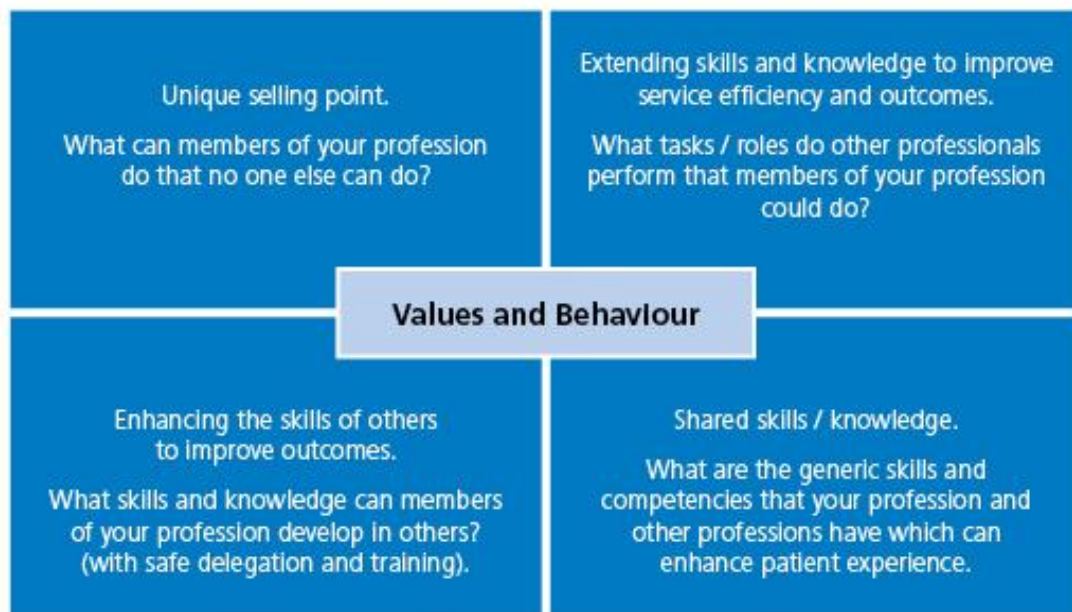 Unique selling point.
What can members of your profession
do that no one else can do?
Extending skills and knowledge to improve
service efficiency and outcomes.
What tasks / roles do other professionals
perform that members of your profession
could do?
Values and Behaviour
Enhancing the skills of others
to improve outcomes.
What skills and knowledge can members
of your profession develop in others?
(with safe delegation and training).
Shared skills / knowledge.
What are the generic skills and
competencies that your profession and
other professions have which can
enhance patient experience.